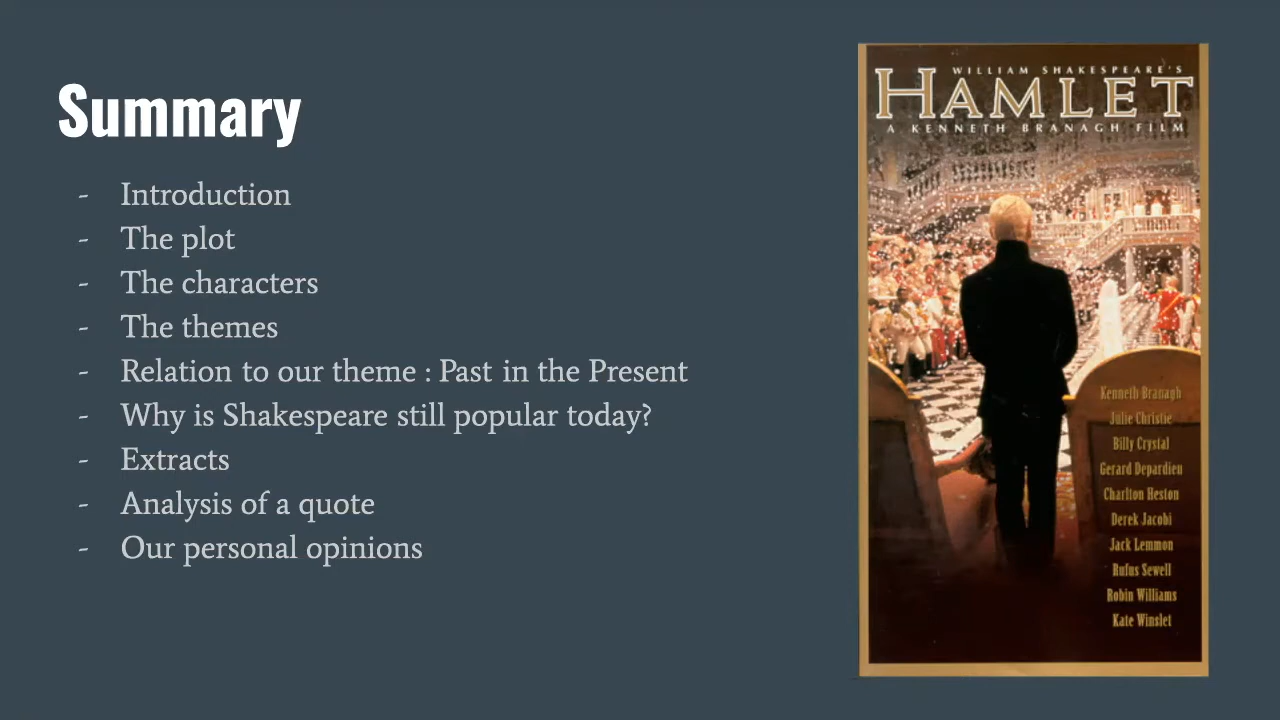 Summary
- Introduction
- The plot
- The characters
- The themes
- Relation to our theme : Past in the Present
- Why is Shakespeare still popular today?
- Extracts
- Analysis of a quote
- Our personal opinions
WILLIAM SHAKESPEARE'S
HAMLET
A KENNETH BRANAGH FILM
Kenneth Branagh
Julie Christie
Billy Crystal
Gerard Depardieu
Charlton Heston
Derek Jacobi
Jack Lemmon
Rufus Sewell
Robin Williams
Kate Winslet